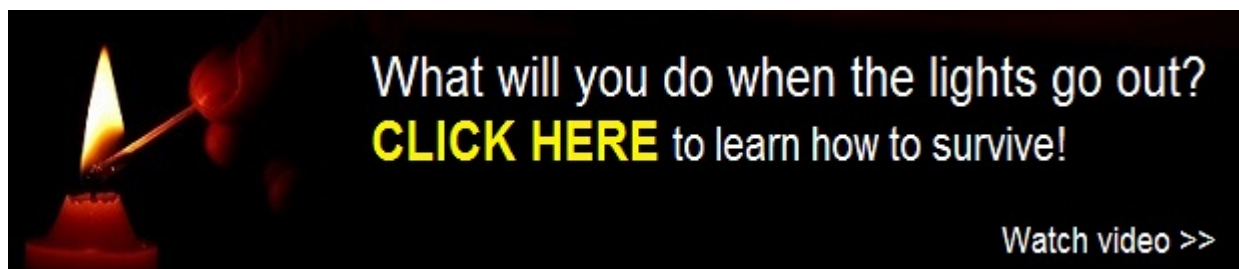 What will you do when the lights go out?
CLICK HERE to learn how to survive!
Watch video >>